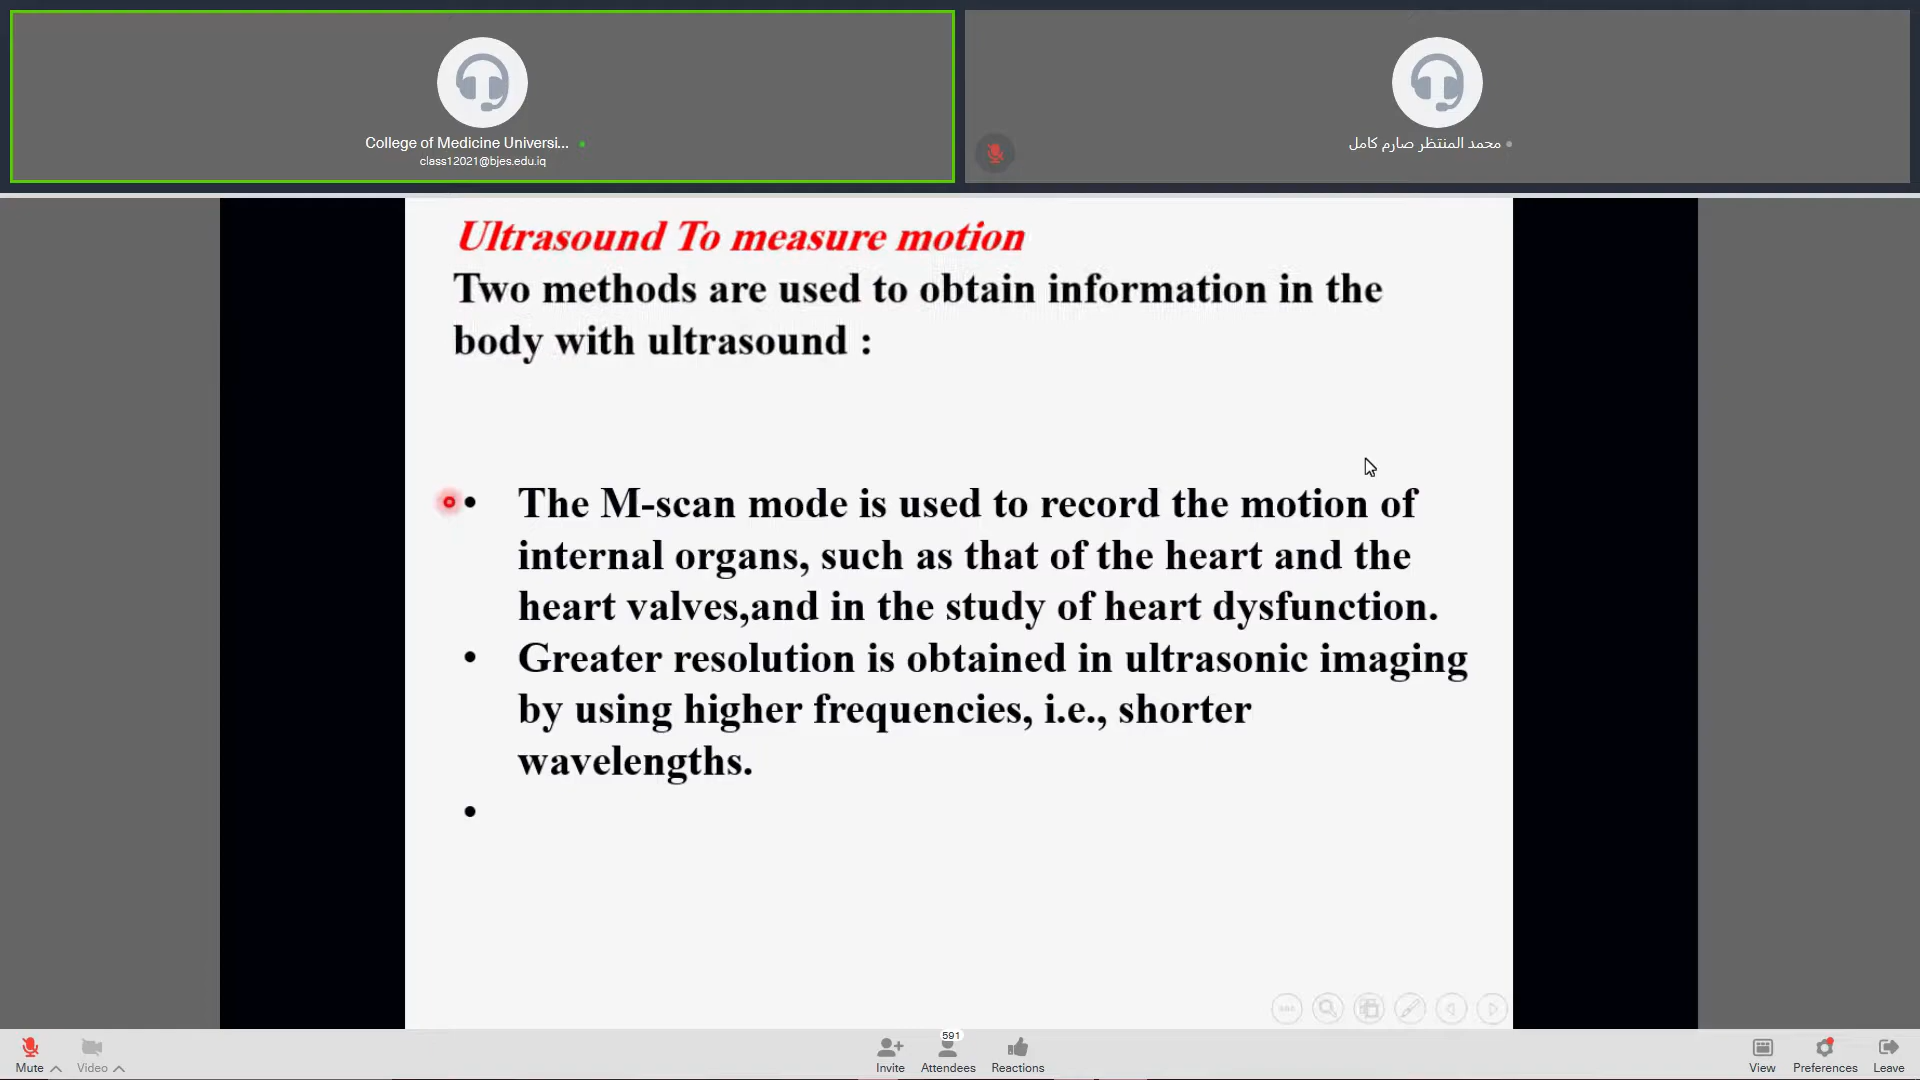 College of Medicine Universi...
class12021@bjes.edu.iq
محمد المنتظر صارم كامل
Ultrasound To measure motion
Two methods are used to obtain information in the
body with ultrasound :
• The M-scan mode is used to record the motion of
internal organs, such as that of the heart and the
heart valves,and in the study of heart dysfunction.
• Greater resolution is obtained in ultrasonic imaging
by using higher frequencies, i.e., shorter
wavelengths.
•
Mute
Video
Invite
591
Attendees
Reactions
View
Preferences
Leave